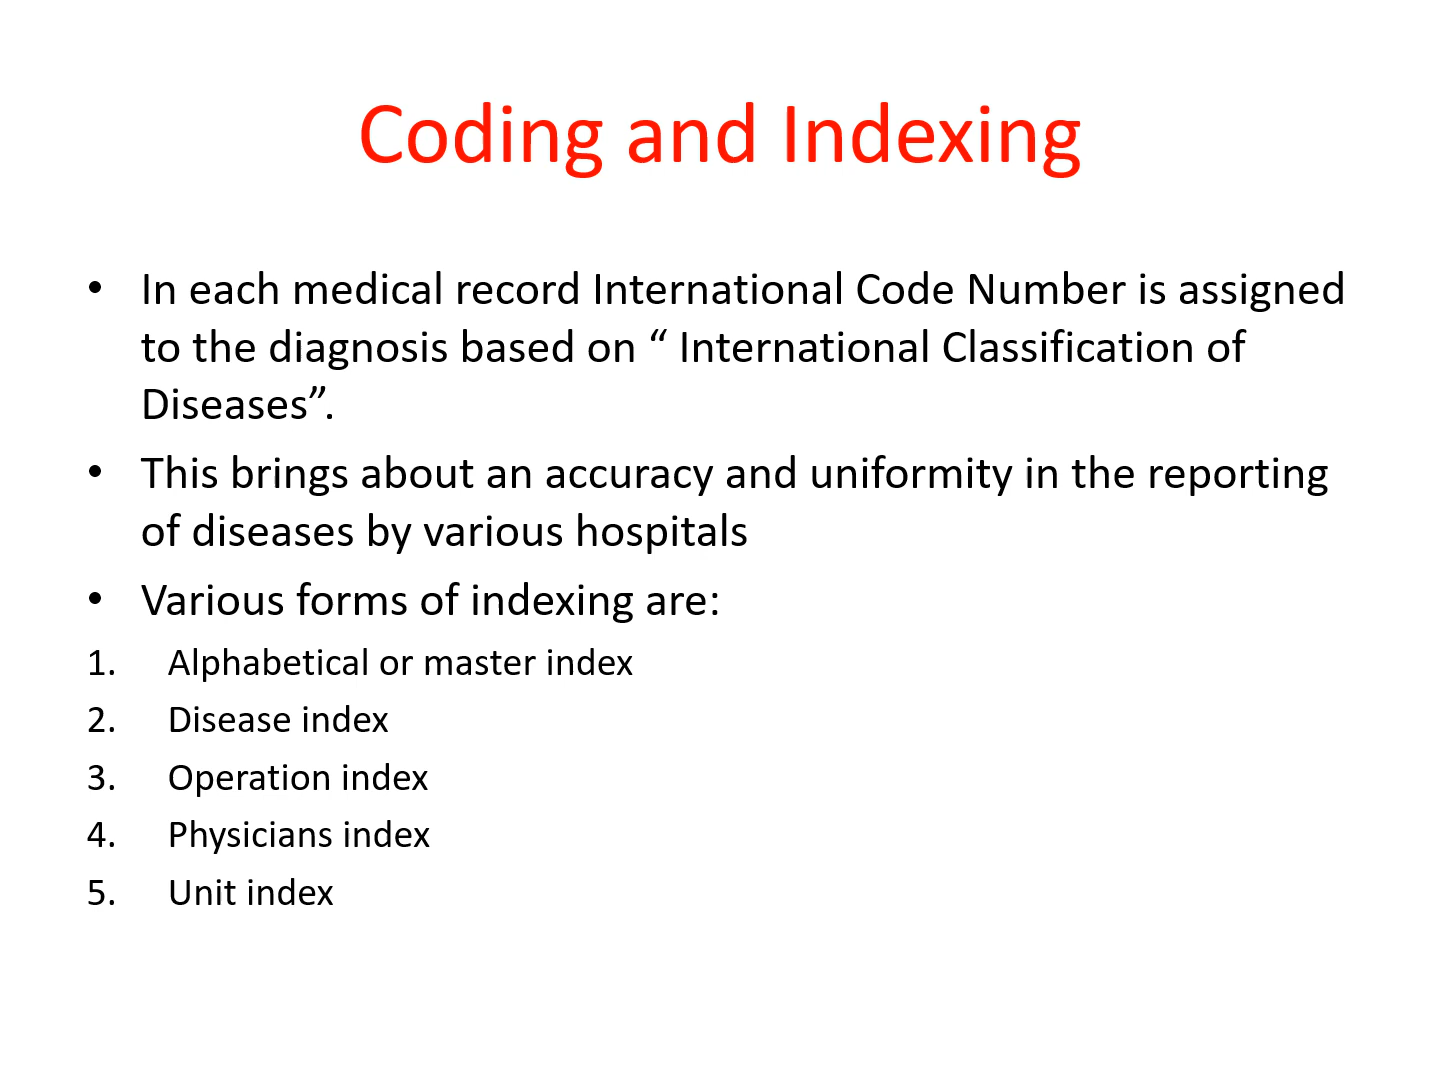 Coding and Indexing
• In each medical record International Code Number is assigned
to the diagnosis based on “ International Classification of
Diseases”.
• This brings about an accuracy and uniformity in the reporting
of diseases by various hospitals
• Various forms of indexing are:
1. Alphabetical or master index
2. Disease index
3. Operation index
4. Physicians index
5. Unit index